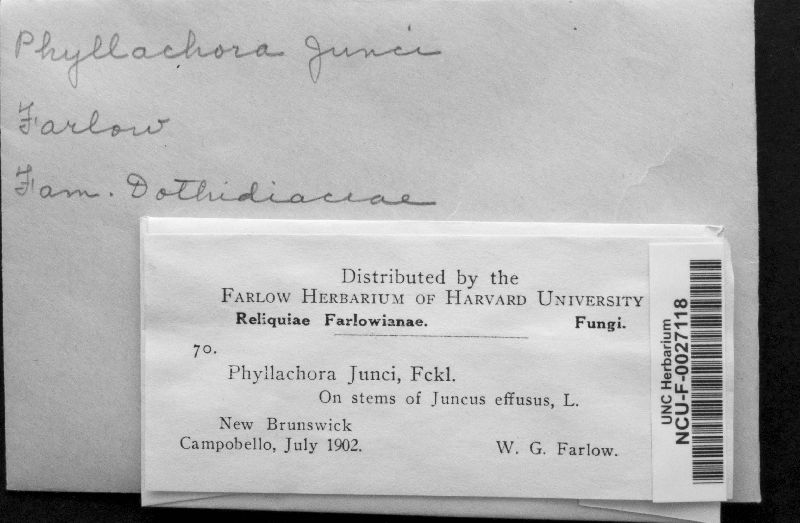 Phyllachora Junci
Farlow
Fam. Dothidiaceae
Distributed by the
FARLOW HERBARIUM OF HARVARD UNIVERSITY
Reliquiae Farlowianae. Fungi.
70.
Phyllachora Junci, Fckl.
On stems of Juncus effusus, L.
New Brunswick
Campobello, July 1902. W. G. Farlow.
UNC Herbarium
NCU-F-0027118